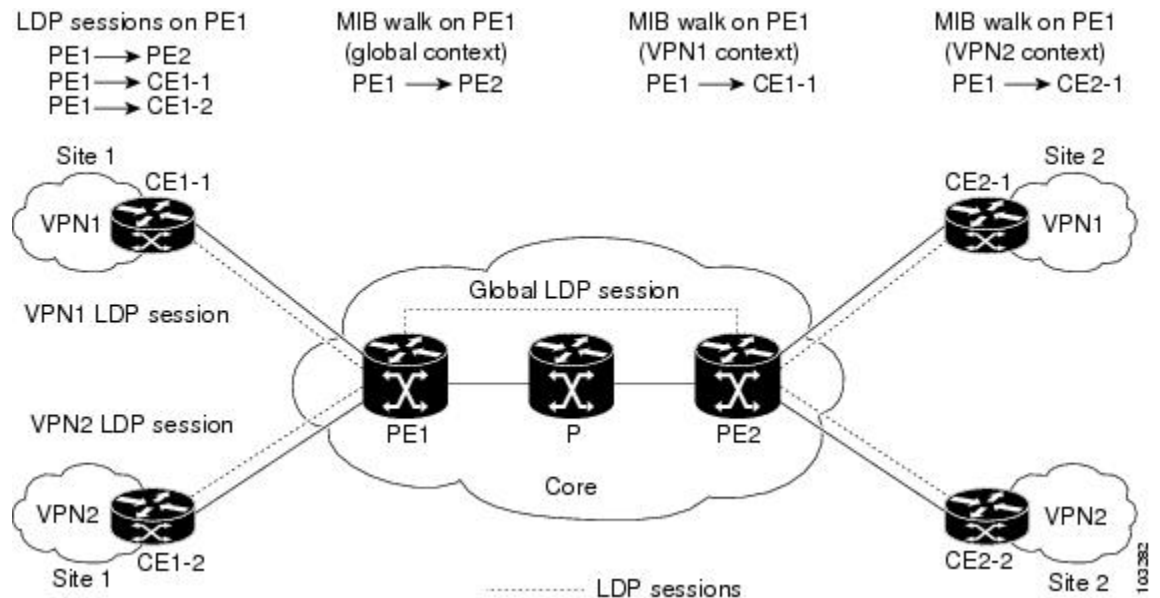 LDP sessions on PE1
PE1 → PE2
PE1 → CE1-1
PE1 → CE1-2
MIB walk on PE1
(global context)
PE1 → PE2
MIB walk on PE1
(VPN1 context)
PE1 → CE1-1
MIB walk on PE1
(VPN2 context)
PE1 → CE2-1
Site 1
CE1-1
VPN1
CE2-1
Site 2
VPN1
VPN1 LDP session
Global LDP session
VPN2 LDP session
PE1
P
PE2
Core
VPN2
CE1-2
Site 1
VPN2
CE2-2
Site 2
LDP sessions
103282